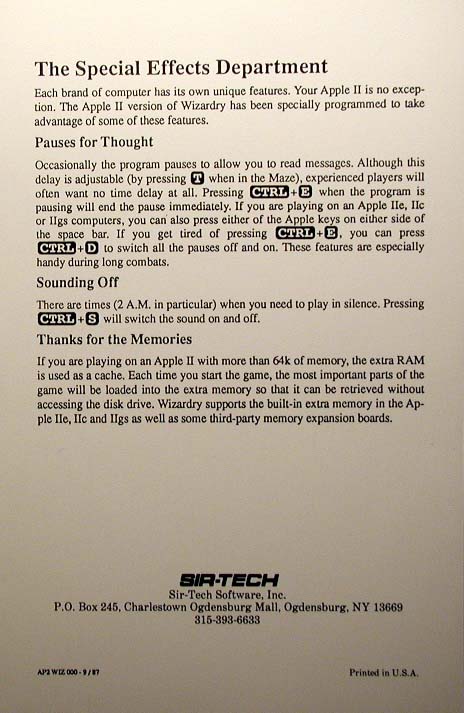 The Special Effects Department
Each brand of computer has its own unique features. Your Apple II is no excep-
tion. The Apple II version of Wizardry has been specially programmed to take
advantage of some of these features.
Pauses for Thought
Occasionally the program pauses to allow you to read messages. Although this
delay is adjustable (by pressing T when in the Maze), experienced players will
often want no time delay at all. Pressing CTRL+E when the program is
pausing will end the pause immediately. If you are playing on an Apple IIe, IIc
or IIgs computers, you can also press either of the Apple keys on either side of
the space bar. If you get tired of pressing CTRL+E, you can press
CTRL+D to switch all the pauses off and on. These features are especially
handy during long combats.
Sounding Off
There are times (2 A.M. in particular) when you need to play in silence. Pressing
CTRL+S will switch the sound on and off.
Thanks for the Memories
If you are playing on an Apple II with more than 64k of memory, the extra RAM
is used as a cache. Each time you start the game, the most important parts of the
game will be loaded into the extra memory so that it can be retrieved without
accessing the disk drive. Wizardry supports the built-in extra memory in the Ap-
ple IIe, IIc and IIgs as well as some third-party memory expansion boards.
SIR-TECH
Sir-Tech Software, Inc.
P.O. Box 245, Charlestown Ogdensburg Mall, Ogdensburg, NY 13669
315-393-6633
AP2 WIZ 000 - 9 / 87
Printed in U.S.A.